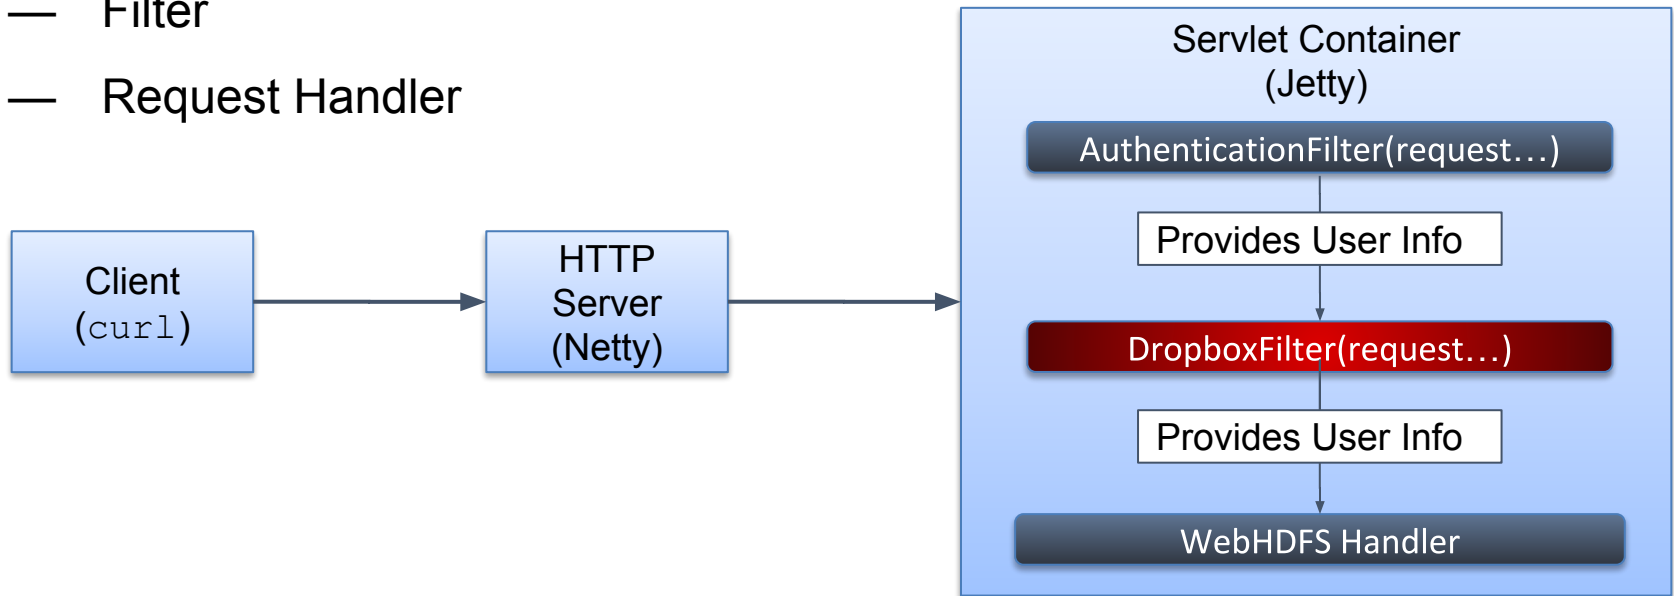 — Filter
— Request Handler
Servlet Container
(Jetty)
AuthenticationFilter(request...)
Provides User Info
Client
(curl)
HTTP
Server
(Netty)
DropboxFilter(request...)
Provides User Info
WebHDFS Handler